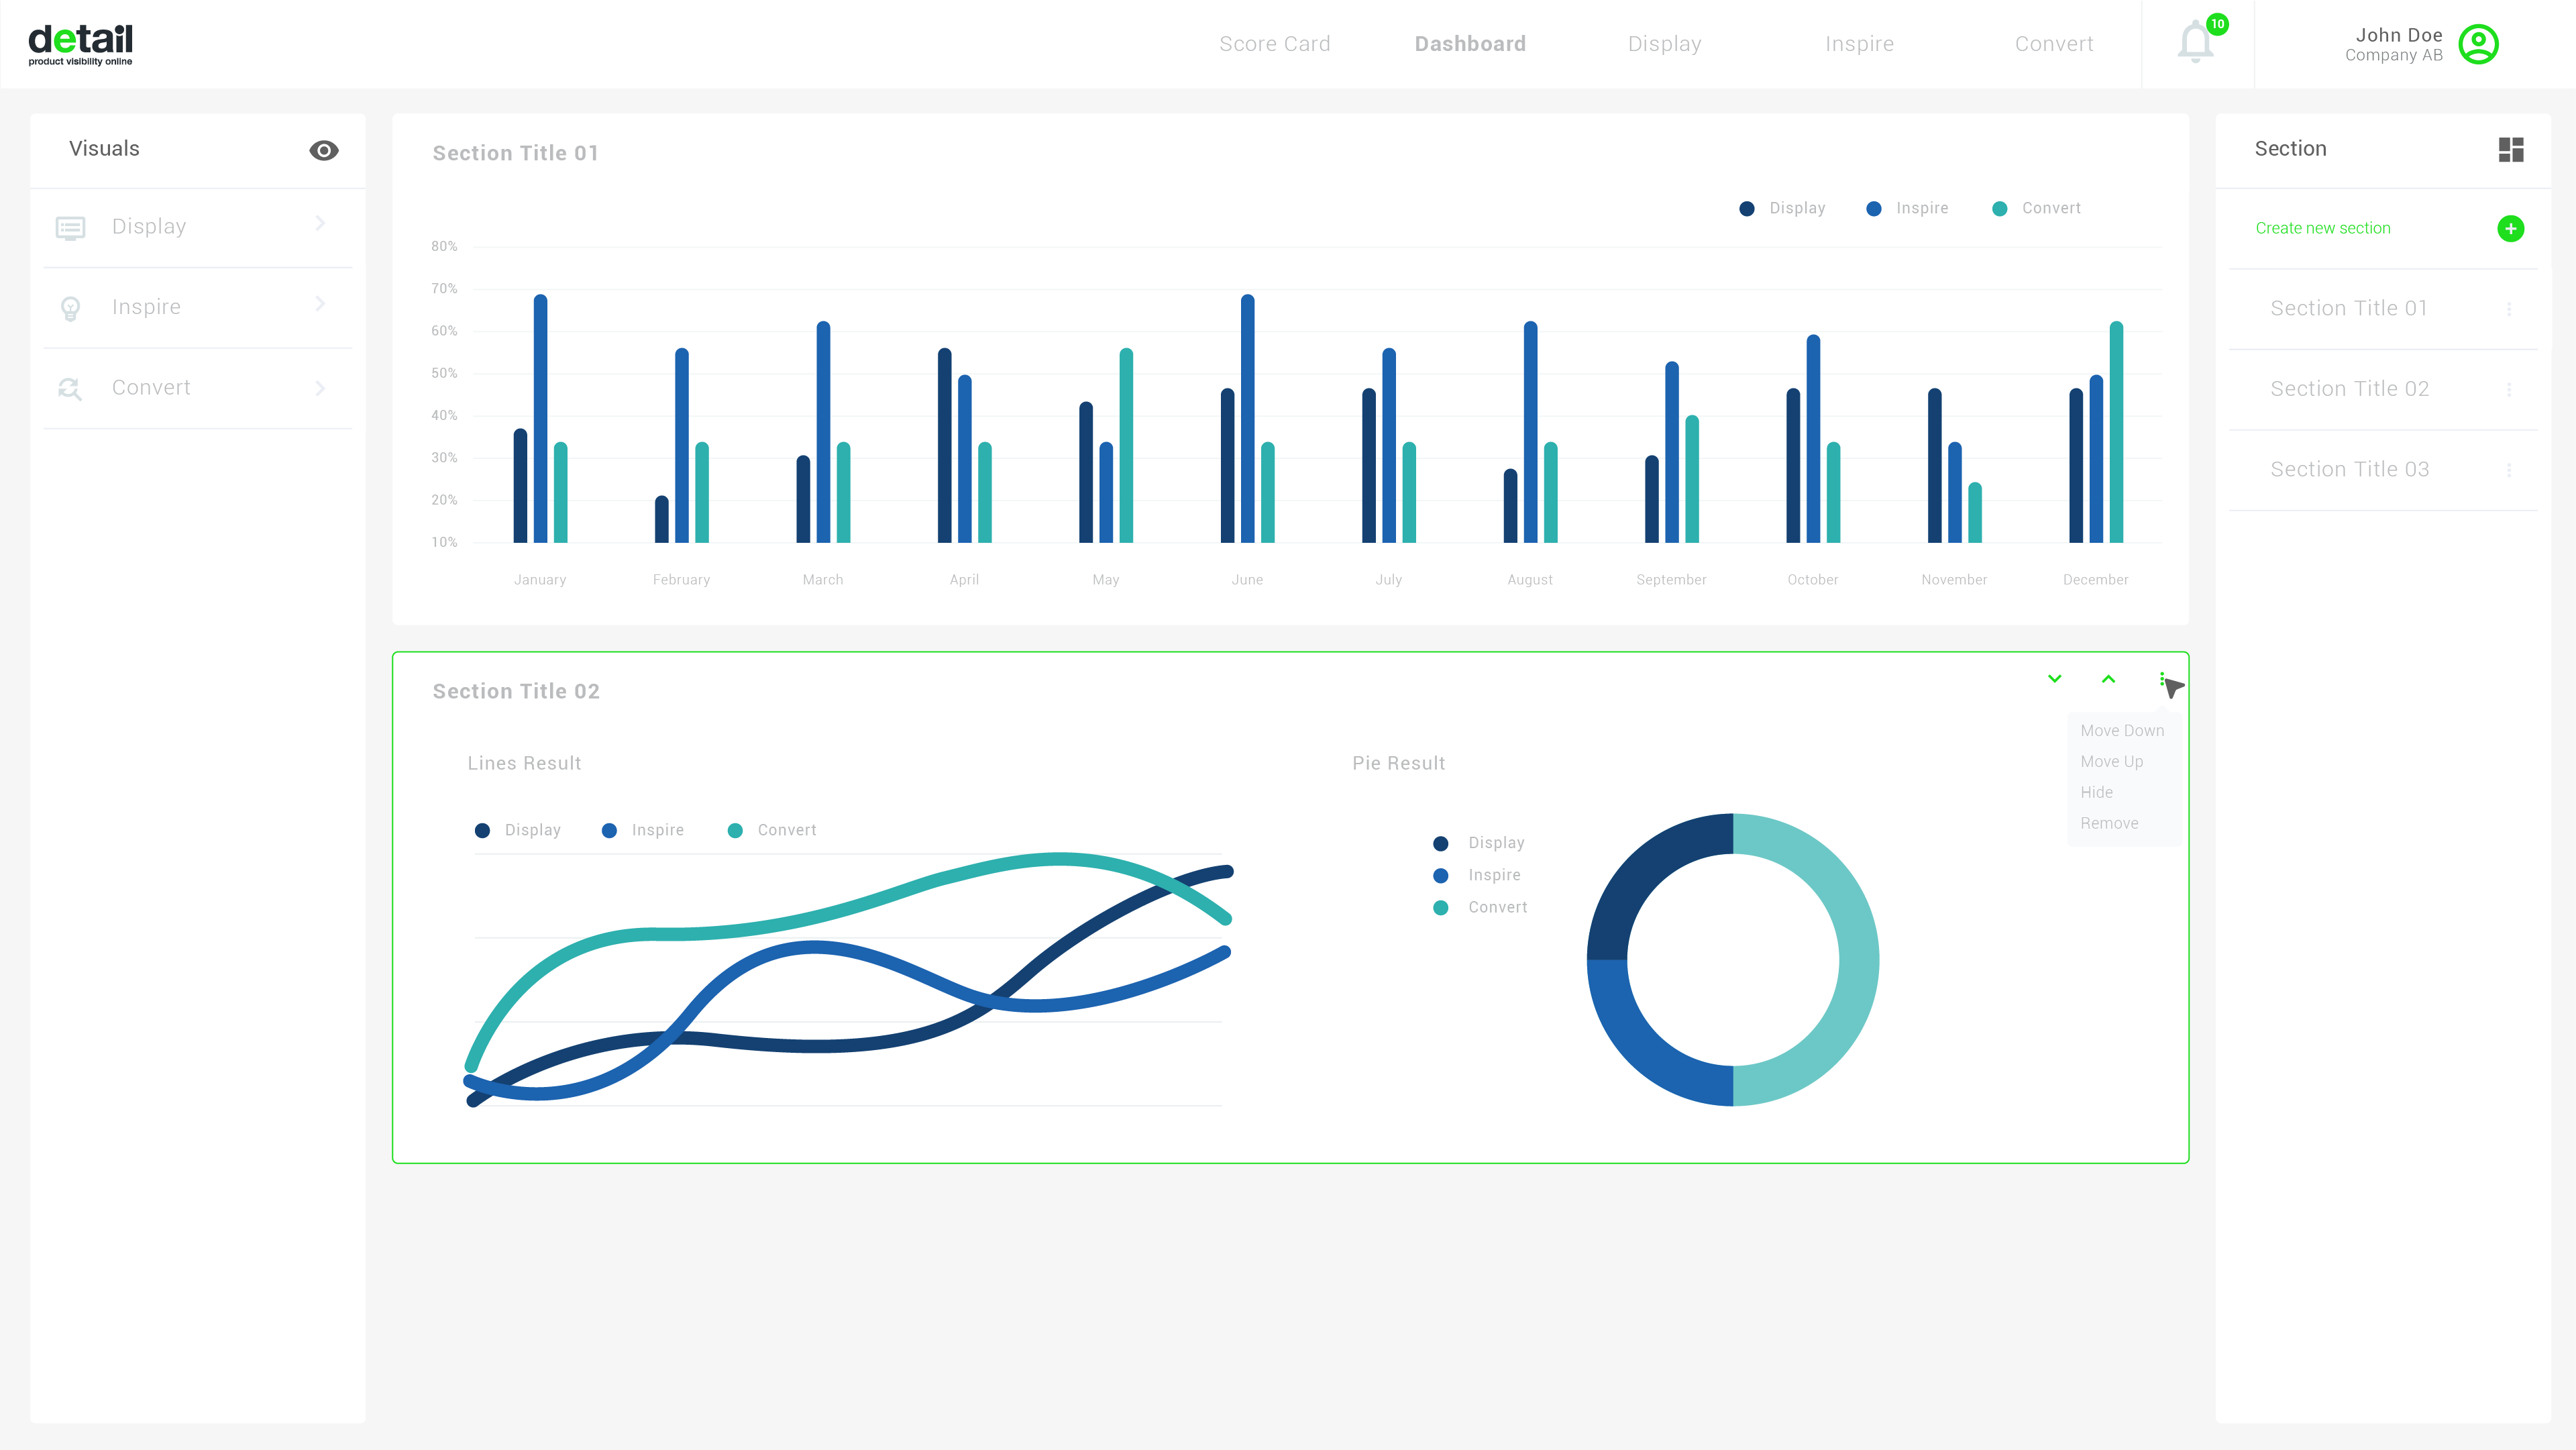 detail
product visibility online
Score Card
Dashboard
Display
Inspire
Convert
10
John Doe
Company AB
Visuals
Display
Inspire
Convert
Section Title 01
Display
Inspire
Convert
80%
70%
60%
50%
40%
30%
20%
10%
January
February
March
April
May
June
July
August
September
October
November
December
Section Title 02
Move Down
Move Up
Hide
Remove
Lines Result
Display
Inspire
Convert
Pie Result
Display
Inspire
Convert
Section
Create new section
Section Title 01
Section Title 02
Section Title 03